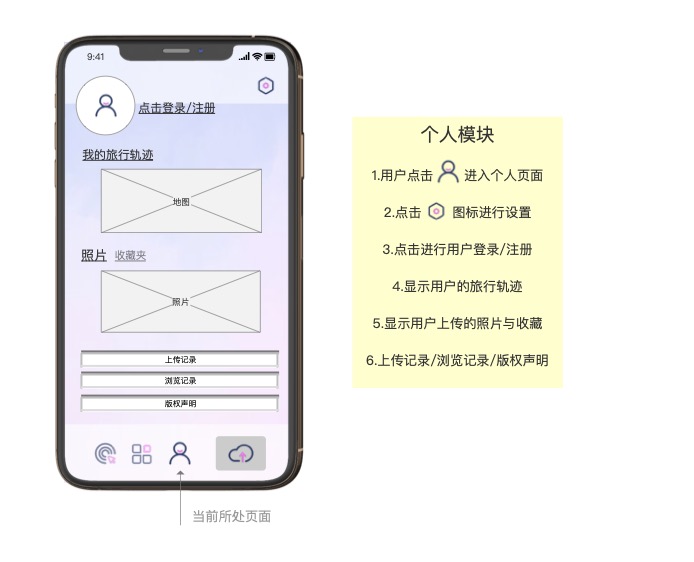 9:41
点击登录/注册
我的旅行轨迹
地图
照片 收藏夹
照片
上传记录
浏览记录
版权声明
当前所处页面
个人模块
1.用户点击 进入个人页面
2.点击 图标进行设置
3.点击进行用户登录/注册
4.显示用户的旅行轨迹
5.显示用户上传的照片与收藏
6.上传记录/浏览记录/版权声明